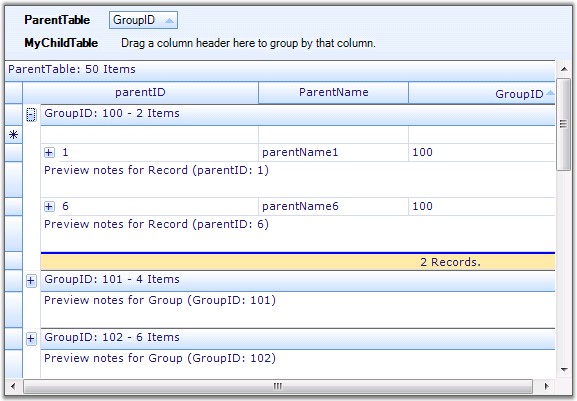 ParentTable GroupID
MyChildTable Drag a column header here to group by that column.
ParentTable: 50 Items
parentID ParentName GroupID
GroupID: 100 - 2 Items
1 parentName1 100
Preview notes for Record (parentID: 1)
6 parentName6 100
Preview notes for Record (parentID: 6)
2 Records.
GroupID: 101 - 4 Items
Preview notes for Group (GroupID: 101)
GroupID: 102 - 6 Items
Preview notes for Group (GroupID: 102)